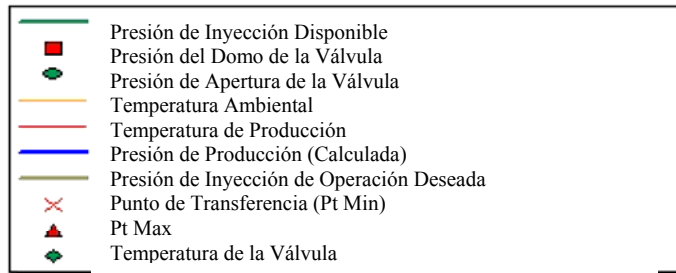 Presión de Inyección Disponible
Presión del Domo de la Válvula
Presión de Apertura de la Válvula
Temperatura Ambiental
Temperatura de Producción
Presión de Producción (Calculada)
Presión de Inyección de Operación Deseada
Punto de Transferencia (Pt Min)
Pt Max
Temperatura de la Válvula